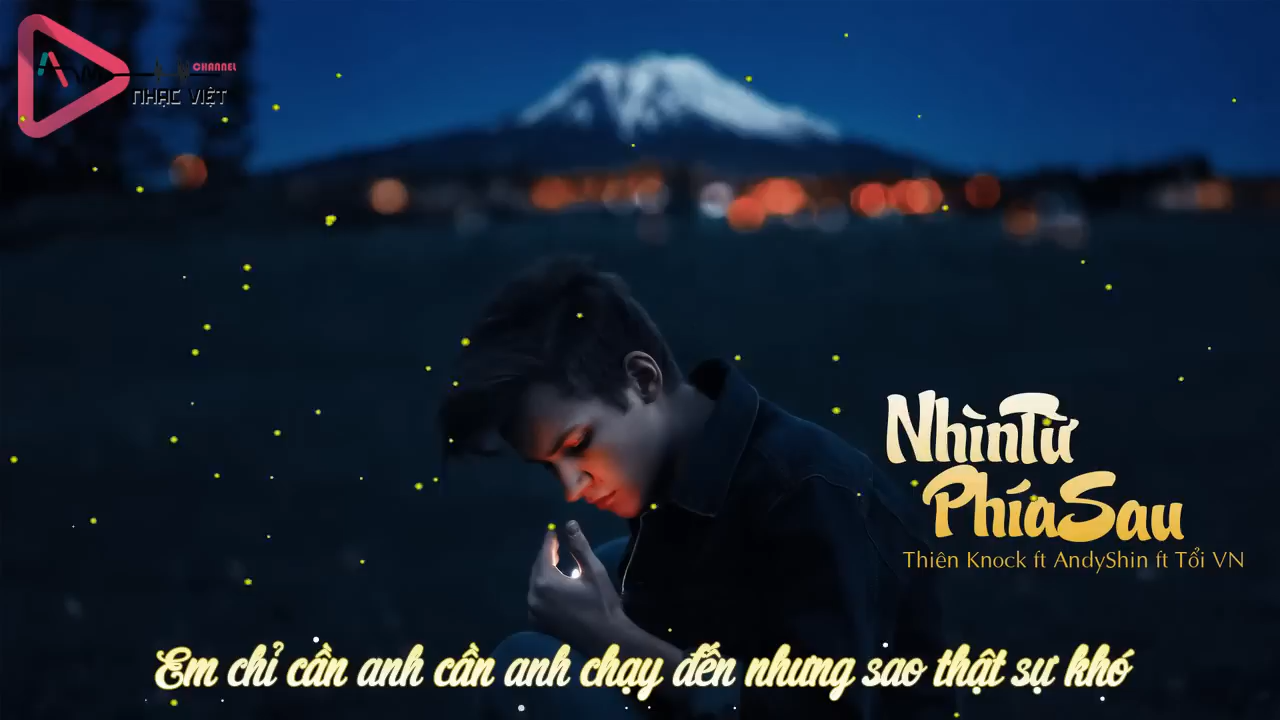 CHANNEL
NHẠC VIỆT
Nhìn Từ
Phía Sau
Thiên Knock ft AndyShin ft Tổi VN
Em chỉ cần anh cần anh chạy đến nhưng sao thật sự khó